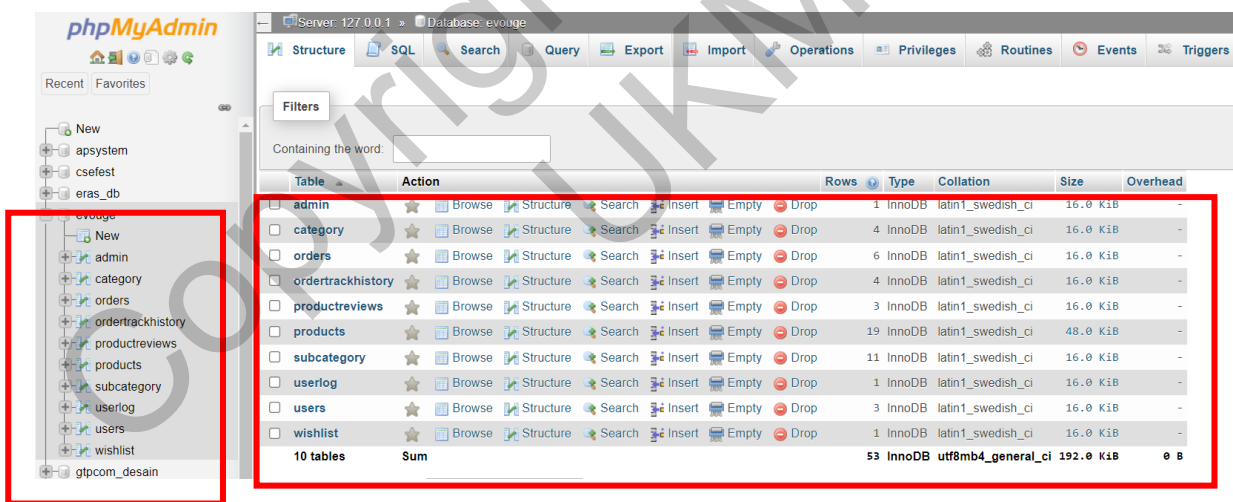 phpMyAdmin
Recent Favorites
New
apsystem
csefest
eras_db
evouge
New
admin
category
orders
ordertrackhistory
productreviews
products
subcategory
userlog
users
wishlist
gtpcom_desain
Server: 127.0.0.1 » Database: evouge
Structure SQL Search Query Export Import Operations Privileges Routines Events Triggers
Filters
Containing the word:
Table Action Rows Type Collation Size Overhead
admin Browse Structure Search Insert Empty Drop 1 InnoDB latin1_swedish_ci 16.0 KiB -
category Browse Structure Search Insert Empty Drop 4 InnoDB latin1_swedish_ci 16.0 KiB -
orders Browse Structure Search Insert Empty Drop 6 InnoDB latin1_swedish_ci 16.0 KiB -
ordertrackhistory Browse Structure Search Insert Empty Drop 4 InnoDB latin1_swedish_ci 16.0 KiB -
productreviews Browse Structure Search Insert Empty Drop 3 InnoDB latin1_swedish_ci 16.0 KiB -
products Browse Structure Search Insert Empty Drop 19 InnoDB latin1_swedish_ci 48.0 KiB -
subcategory Browse Structure Search Insert Empty Drop 11 InnoDB latin1_swedish_ci 16.0 KiB -
userlog Browse Structure Search Insert Empty Drop 1 InnoDB latin1_swedish_ci 16.0 KiB -
users Browse Structure Search Insert Empty Drop 3 InnoDB latin1_swedish_ci 16.0 KiB -
wishlist Browse Structure Search Insert Empty Drop 1 InnoDB latin1_swedish_ci 16.0 KiB -
10 tables Sum 53 InnoDB utf8mb4_general_ci 192.0 KiB 0 B
Copyrig
UKM